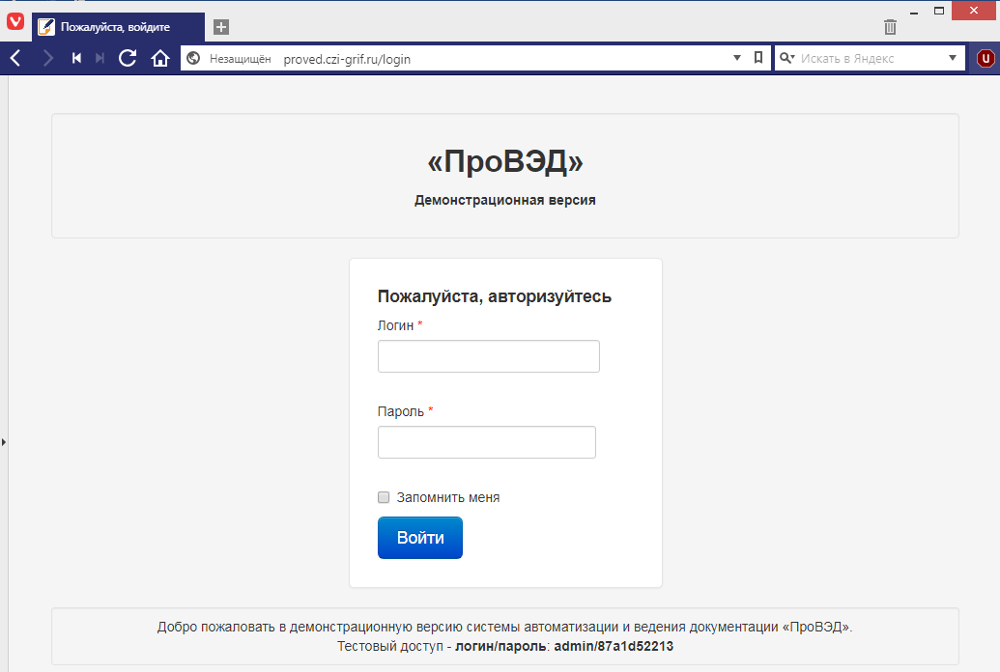 Пожалуйста, войдите
Незащищён proved.czi-grif.ru/login
Искать в Яндекс
«ПроВЭД»
Демонстрационная версия
Пожалуйста, авторизуйтесь
Логин *
Пароль *
Запомнить меня
Войти
Добро пожаловать в демонстрационную версию системы автоматизации и ведения документации «ПроВЭД».
Тестовый доступ - логин/пароль: admin/87a1d52213